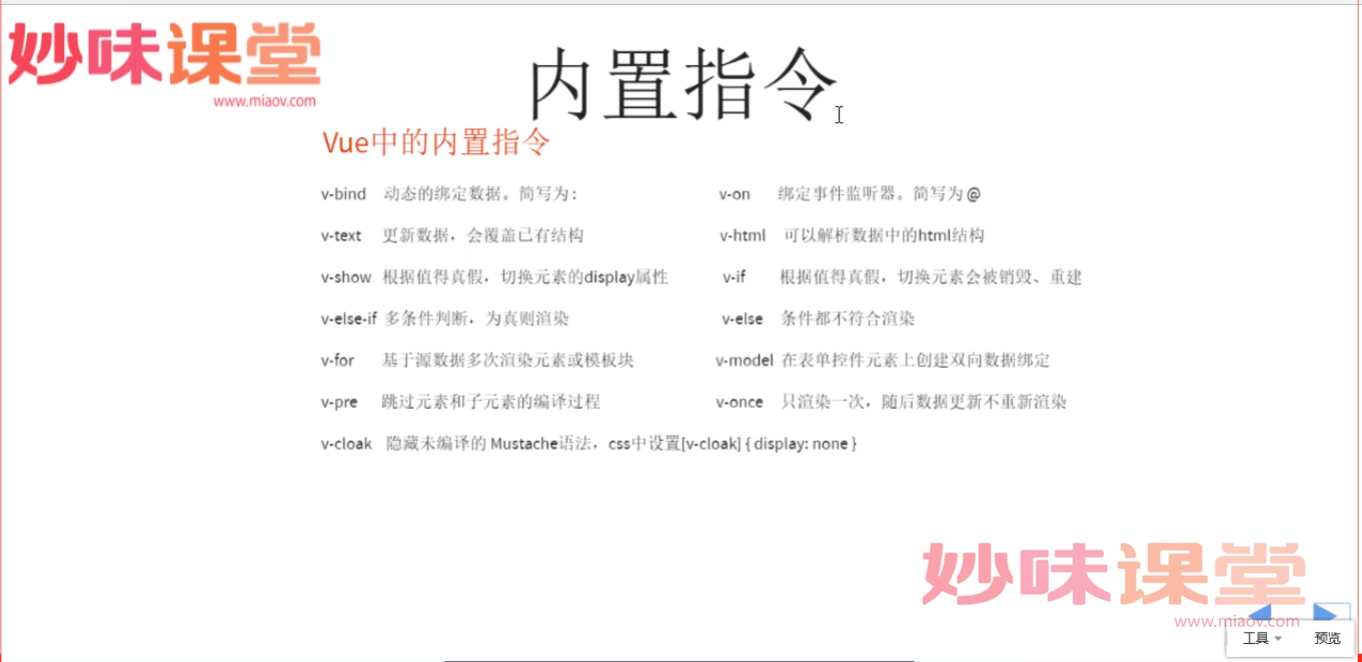 妙味课堂
www.miaov.com
内置指令
Vue中的内置指令
v-bind 动态的绑定数据。简写为 : v-on 绑定事件监听器。简写为 @
v-text 更新数据，会覆盖已有结构 v-html 可以解析数据中的html结构
v-show 根据值得真假，切换元素的display属性 v-if 根据值得真假，切换元素会被销毁、重建
v-else-if 多条件判断，为真则渲染 v-else 条件都不符合渲染
v-for 基于源数据多次渲染元素或模板块 v-model 在表单控件元素上创建双向数据绑定
v-pre 跳过元素和子元素的编译过程 v-once 只渲染一次，随后数据更新不重新渲染
v-cloak 隐藏未编译的 Mustache语法，css中设置[v-cloak] { display: none }
妙味课堂
www.miaov.com
工具 预览